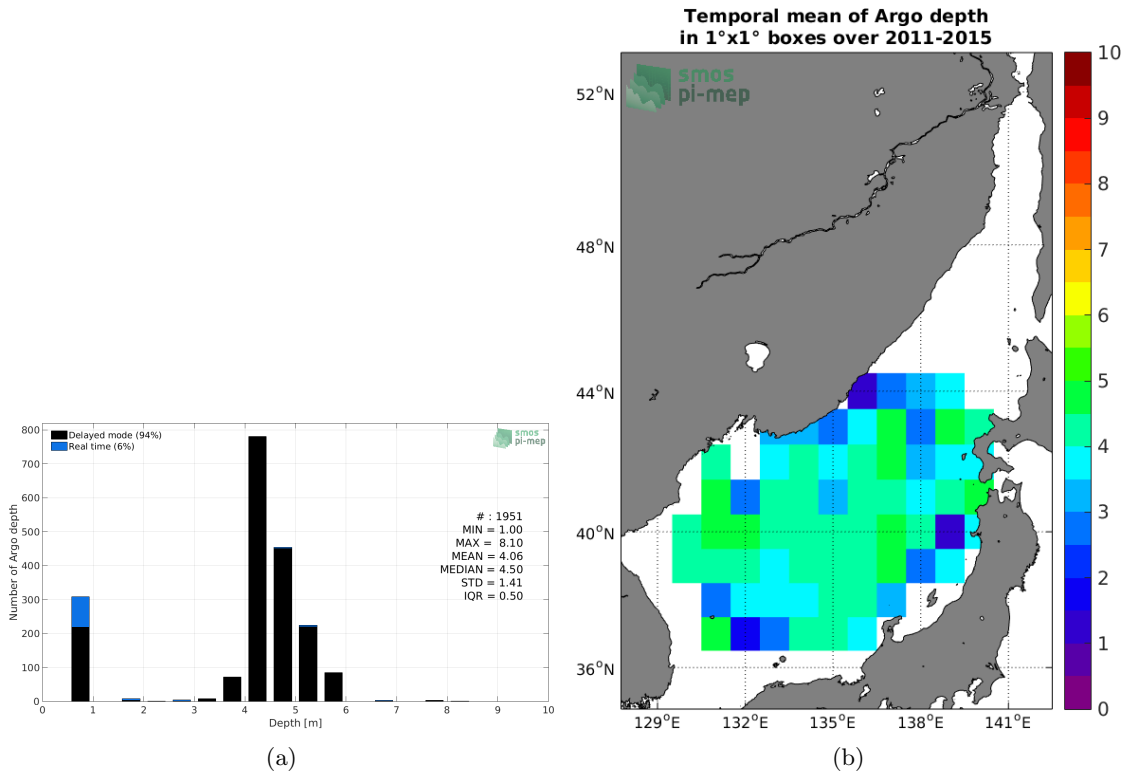 Temporal mean of Argo depth
in 1°x1° boxes over 2011-2015
smos
pi-mep
52°N
48°N
44°N
40°N
36°N
129°E
132°E
135°E
138°E
141°E
10
9
8
7
6
5
4
3
2
1
0
Delayed mode (94%)
Real time (6%)
smos
pi-mep
# : 1951
MIN = 1.00
MAX = 8.10
MEAN = 4.06
MEDIAN = 4.50
STD = 1.41
IQR = 0.50
Number of Argo depth
800
700
600
500
400
300
200
100
0
0
1
2
3
4
5
6
7
8
9
10
Depth [m]
(a)
(b)